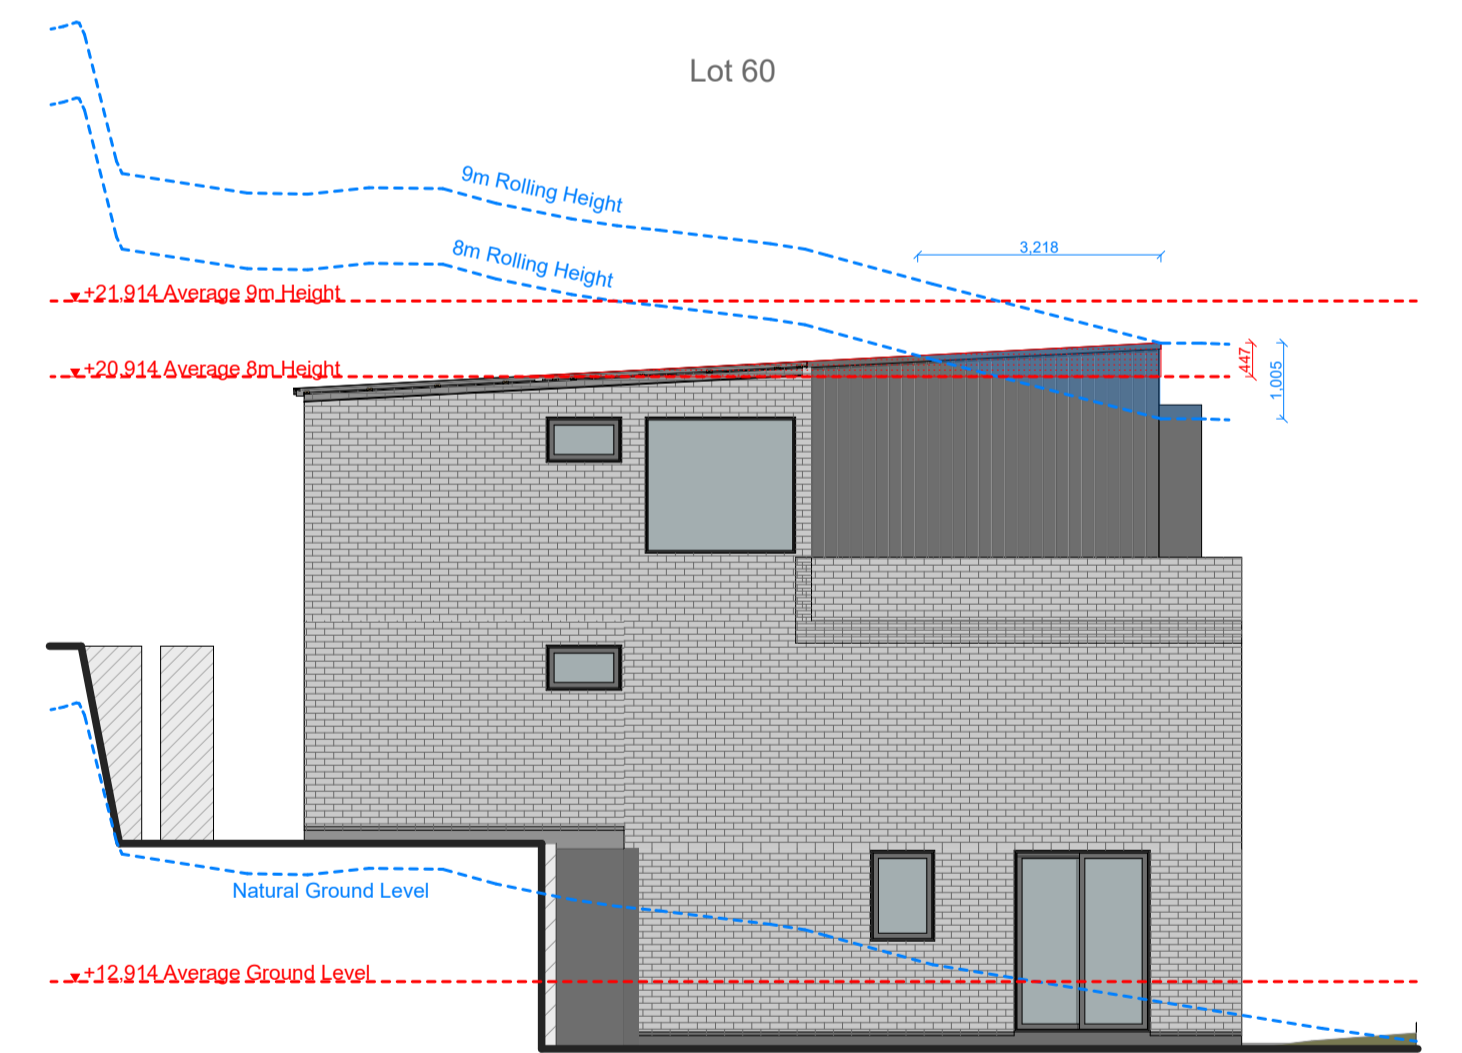 Lot 60
9m Rolling Height
8m Rolling Height
3,218
+21,914 Average 9m Height
+20,914 Average 8m Height
447
1,005
Natural Ground Level
+12,914 Average Ground Level